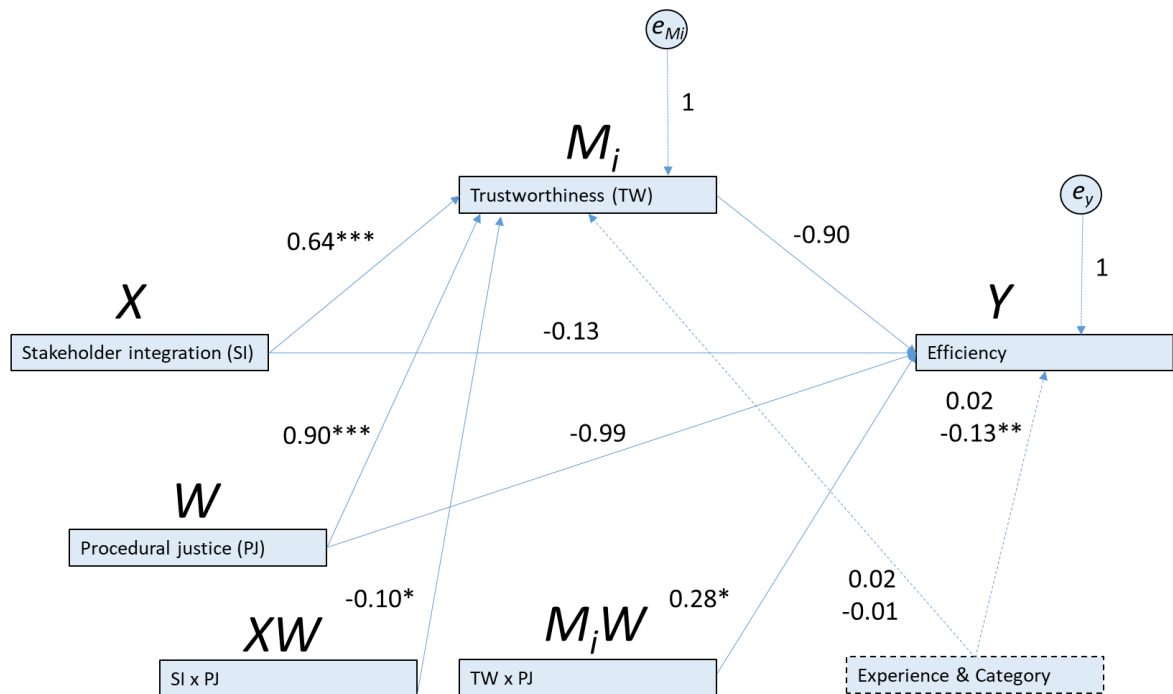 e_Mi
1
M_i
Trustworthiness (TW)
e_y
0.64***
-0.90
1
X
Y
-0.13
Stakeholder integration (SI)
Efficiency
0.02
-0.13**
0.90***
-0.99
W
Procedural justice (PJ)
-0.10*
0.28*
0.02
-0.01
XW
M_iW
SI x PJ
TW x PJ
Experience & Category